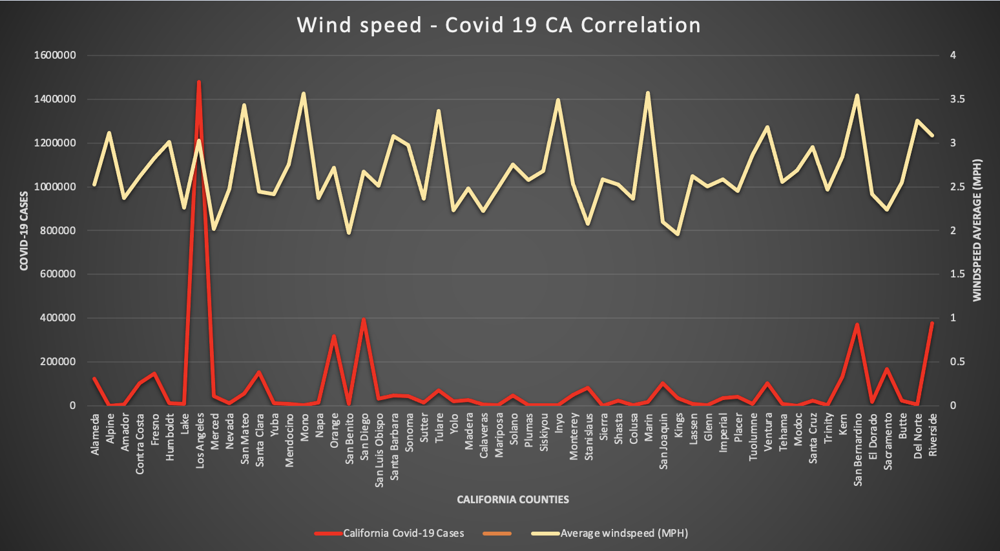 Wind speed - Covid 19 CA Correlation
1600000
1400000
1200000
1000000
800000
600000
400000
200000
0
COVID-19 CASES
4
3.5
3
2.5
2
1.5
1
0.5
0
WINDSPEED AVERAGE (MPH)
Alameda
Alpine
Amador
Contra Costa
Fresno
Humboldt
Lake
Los Angeles
Merced
Nevada
San Mateo
Santa Clara
Yuba
Mendocino
Mono
Napa
Orange
San Benito
San Diego
San Luis Obispo
Santa Barbara
Sonoma
Sutter
Tulare
Yolo
Madera
Calaveras
Mariposa
Solano
Plumas
Siskiyou
Inyo
Monterey
Stanislaus
Sierra
Shasta
Colusa
Marin
San Joaquin
Kings
Lassen
Glenn
Imperial
Placer
Tuolumne
Ventura
Tehama
Modoc
Santa Cruz
Trinity
Kern
San Bernardino
El Dorado
Sacramento
Butte
Del Norte
Riverside
CALIFORNIA COUNTIES
California Covid-19 Cases
Average windspeed (MPH)